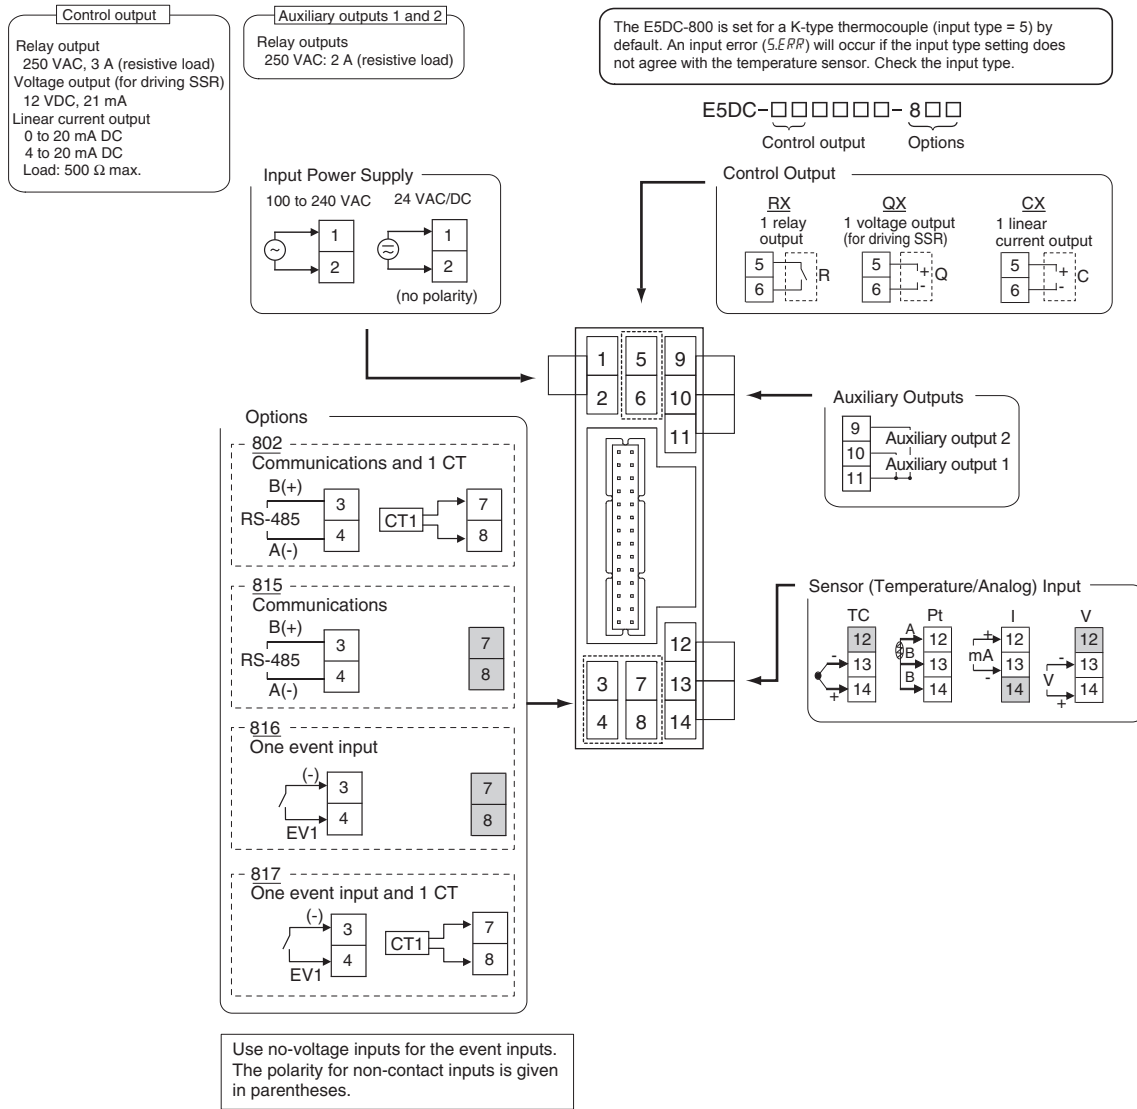 Control output
Relay output
250 VAC, 3 A (resistive load)
Voltage output (for driving SSR)
12 VDC, 21 mA
Linear current output
0 to 20 mA DC
4 to 20 mA DC
Load: 500 Ω max.
Auxiliary outputs 1 and 2
Relay outputs
250 VAC: 2 A (resistive load)
The E5DC-800 is set for a K-type thermocouple (input type = 5) by
default. An input error (S.ERR) will occur if the input type setting does
not agree with the temperature sensor. Check the input type.
E5DC-□□□□□□-8□□
Control output
Options
Input Power Supply
100 to 240 VAC
24 VAC/DC
1
2
1
2
(no polarity)
Control Output
RX
1 relay
output
5
6
R
QX
1 voltage output
(for driving SSR)
5
6
+
-
Q
CX
1 linear
current output
5
6
+
-
C
1
5
9
2
6
10
11
12
3
7
13
4
8
14
Auxiliary Outputs
9
10
11
Auxiliary output 2
Auxiliary output 1
Options
802
Communications and 1 CT
B(+)
RS-485
A(-)
3
4
CT1
7
8
815
Communications
B(+)
RS-485
A(-)
3
4
7
8
816
One event input
(-)
EV1
3
4
7
8
817
One event input and 1 CT
(-)
EV1
3
4
CT1
7
8
Sensor (Temperature/Analog) Input
TC
12
13
14
-
+
Pt
A
B
B
12
13
14
I
+
mA
-
12
13
14
V
-
V
+
12
13
14
Use no-voltage inputs for the event inputs.
The polarity for non-contact inputs is given
in parentheses.